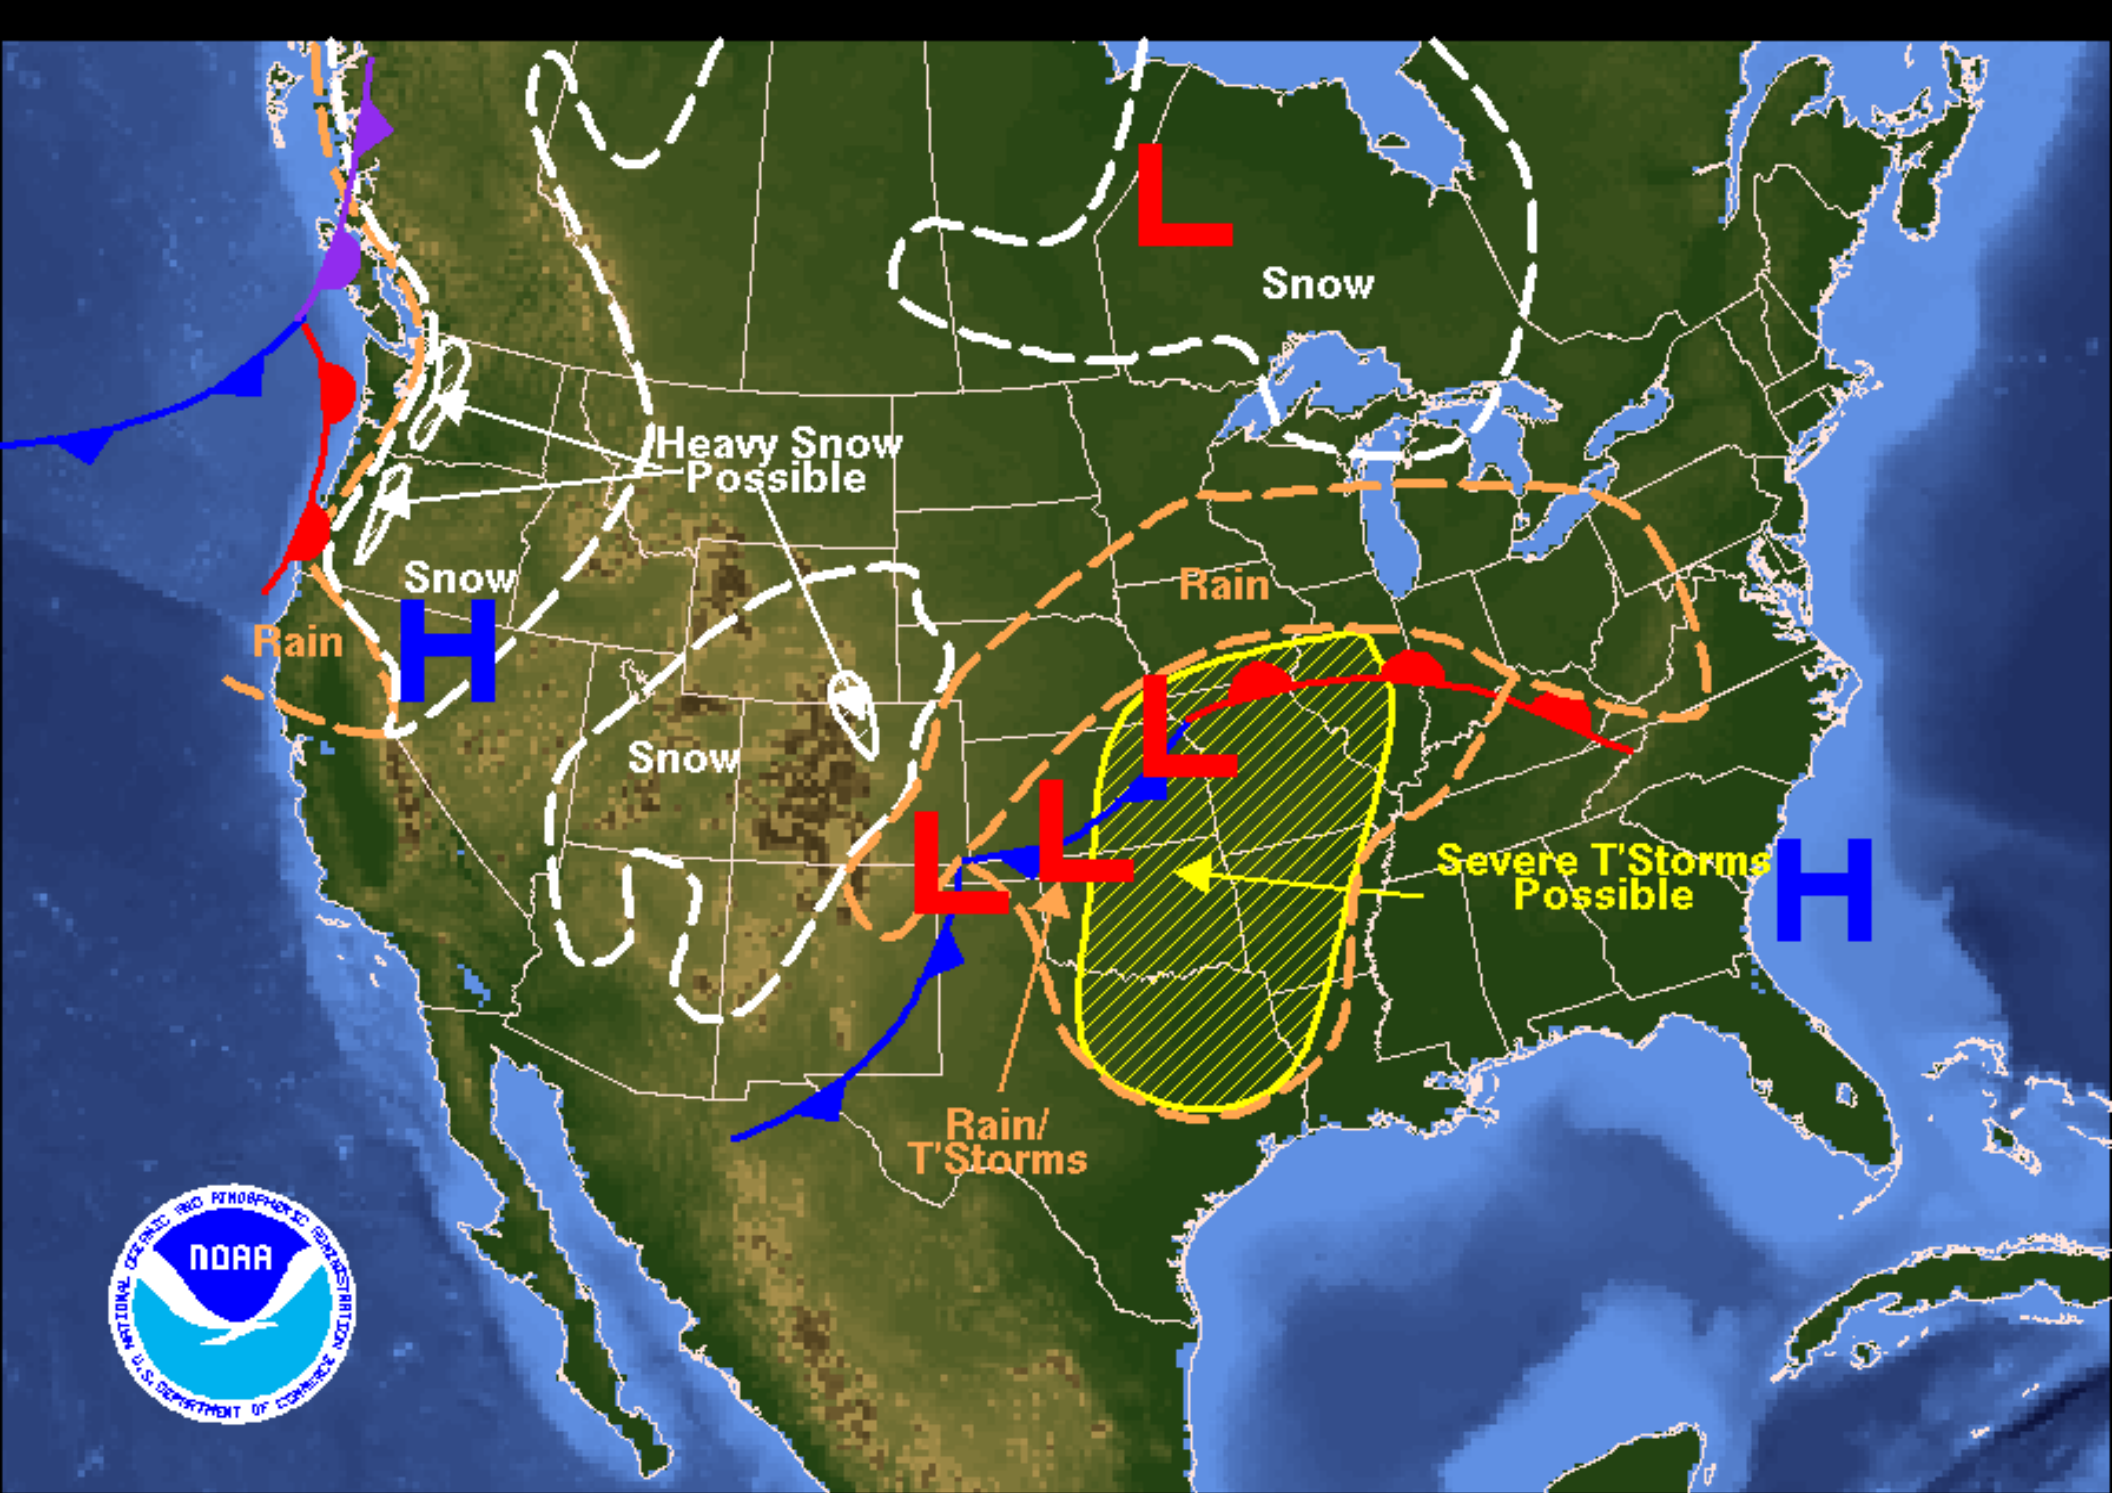 L
Snow
Heavy Snow
Possible
Snow
H
Rain
Rain
Snow
L
L
L
Severe T'Storms
Possible
H
Rain/
T'Storms
NATIONAL OCEANIC AND ATMOSPHERIC ADMINISTRATION
NOAA
U.S. DEPARTMENT OF COMMERCE